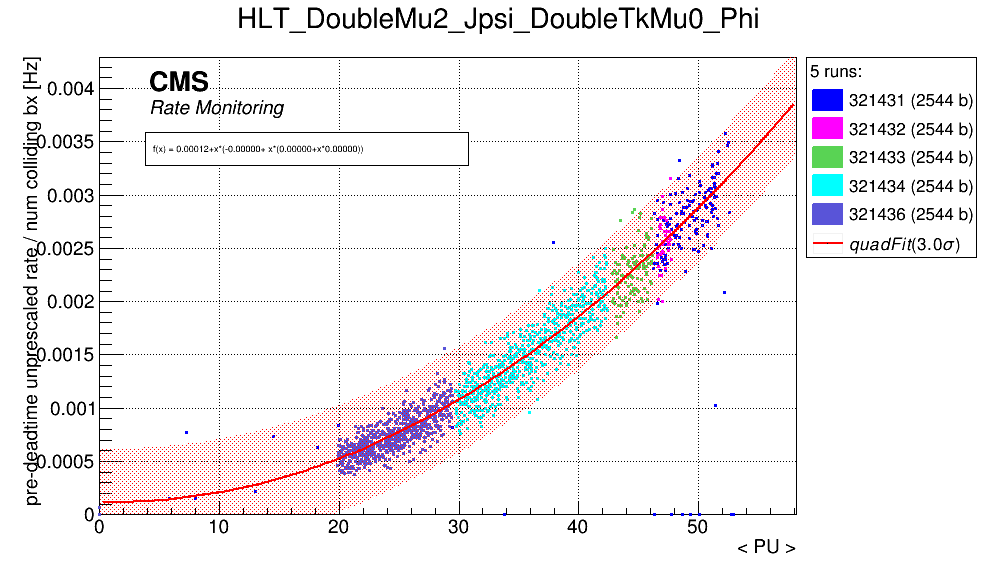 HLT_DoubleMu2_Jpsi_DoubleTkMu0_Phi
pre-deadtime unprescaled rate / num colliding bx [Hz]
CMS
Rate Monitoring
f(x) = 0.00012+x*(-0.00000+ x*(0.00000+x*0.00000))
0.004
0.0035
0.003
0.0025
0.002
0.0015
0.001
0.0005
0
0 10 20 30 40 50
< PU >
5 runs:
321431 (2544 b)
321432 (2544 b)
321433 (2544 b)
321434 (2544 b)
321436 (2544 b)
quadFit(3.0σ)